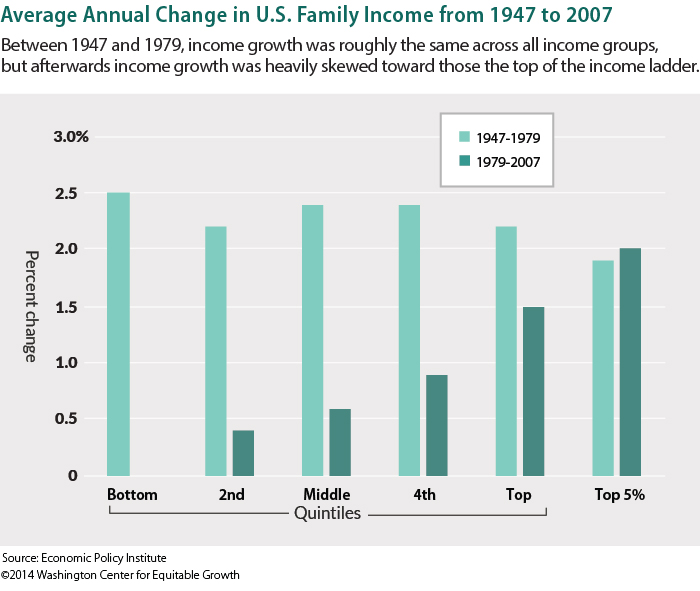 Average Annual Change in U.S. Family Income from 1947 to 2007
Between 1947 and 1979, income growth was roughly the same across all income groups,
but afterwards income growth was heavily skewed toward those the top of the income ladder.
3.0%
2.5
2.0
1.5
1.0
0.5
0
Percent change
1947-1979
1979-2007
Bottom 2nd Middle 4th Top Top 5%
Quintiles
Source: Economic Policy Institute
©2014 Washington Center for Equitable Growth